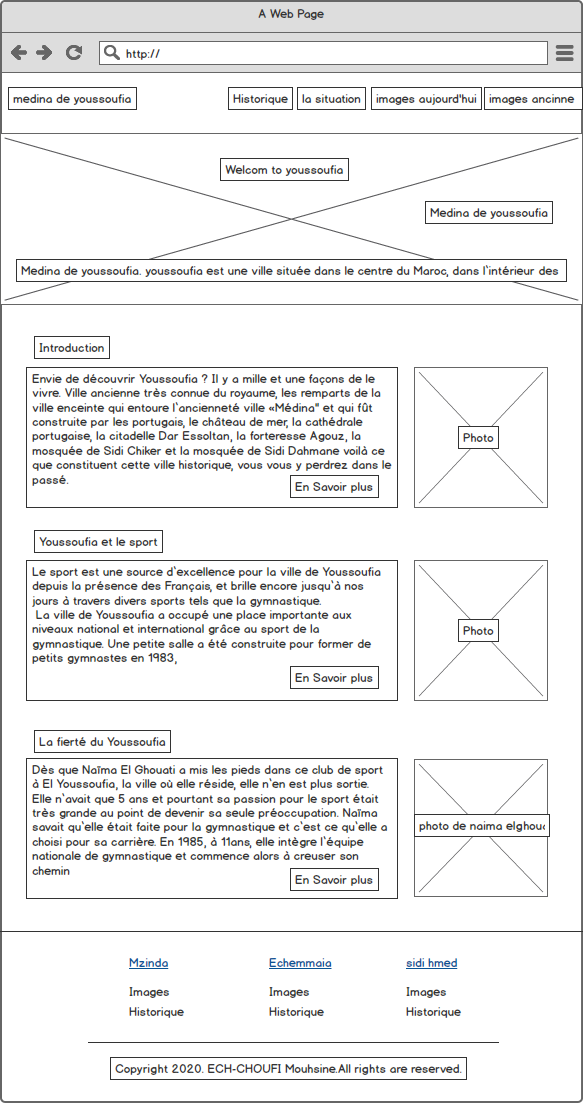 A Web Page
http://
medina de youssoufia
Historique
la situation
images aujourd'hui
images ancinne
Welcom to youssoufia
Medina de youssoufia
Medina de youssoufia. youssoufia est une ville située dans le centre du Maroc, dans l`intérieur des
Introduction
Envie de découvrir Youssoufia ? Il y a mille et une façons de le
vivre. Ville ancienne très connue du royaume, les remparts de la
ville enceinte qui entoure l`ancienneté ville «Médina" et qui fût
construite par les portugais, le château de mer, la cathédrale
portugaise, la citadelle Dar Essoltan, la forteresse Agouz, la
mosquée de Sidi Chiker et la mosquée de Sidi Dahmane voilà ce
que constituent cette ville historique, vous vous y perdrez dans le
passé.
En Savoir plus
Photo
Youssoufia et le sport
Le sport est une source d`excellence pour la ville de Youssoufia
depuis la présence des Français, et brille encore jusqu`à nos
jours à travers divers sports tels que la gymnastique.
La ville de Youssoufia a occupé une place importante aux
niveaux national et international grâce au sport de la
gymnastique. Une petite salle a été construite pour former de
petits gymnastes en 1983,
En Savoir plus
Photo
La fierté du Youssoufia
Dès que Naïma El Ghouati a mis les pieds dans ce club de sport
à El Youssoufia, la ville où elle réside, elle n`en est plus sortie.
Elle n`avait que 5 ans et pourtant sa passion pour le sport était
très grande au point de devenir sa seule préoccupation. Naïma
savait qu`elle était faite pour la gymnastique et c`est ce qu`elle a
choisi pour sa carrière. En 1985, à 11ans, elle intègre l`équipe
nationale de gymnastique et commence alors à creuser son
chemin
En Savoir plus
photo de naima elghoua
Mzinda
Images
Historique
Echemmaia
Images
Historique
sidi hmed
Images
Historique
Copyright 2020. ECH-CHOUFI Mouhsine.All rights are reserved.